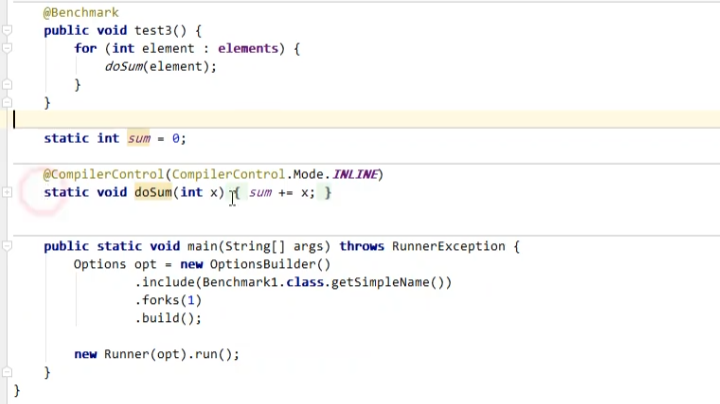 @Benchmark
public void test3() {
for (int element : elements) {
doSum(element);
}
}
static int sum = 0;
@CompilerControl(CompilerControl.Mode.INLINE)
static void doSum(int x) { sum += x; }
public static void main(String[] args) throws RunnerException {
Options opt = new OptionsBuilder()
.include(Benchmark1.class.getSimpleName())
.forks(1)
.build();
new Runner(opt).run();
}
}